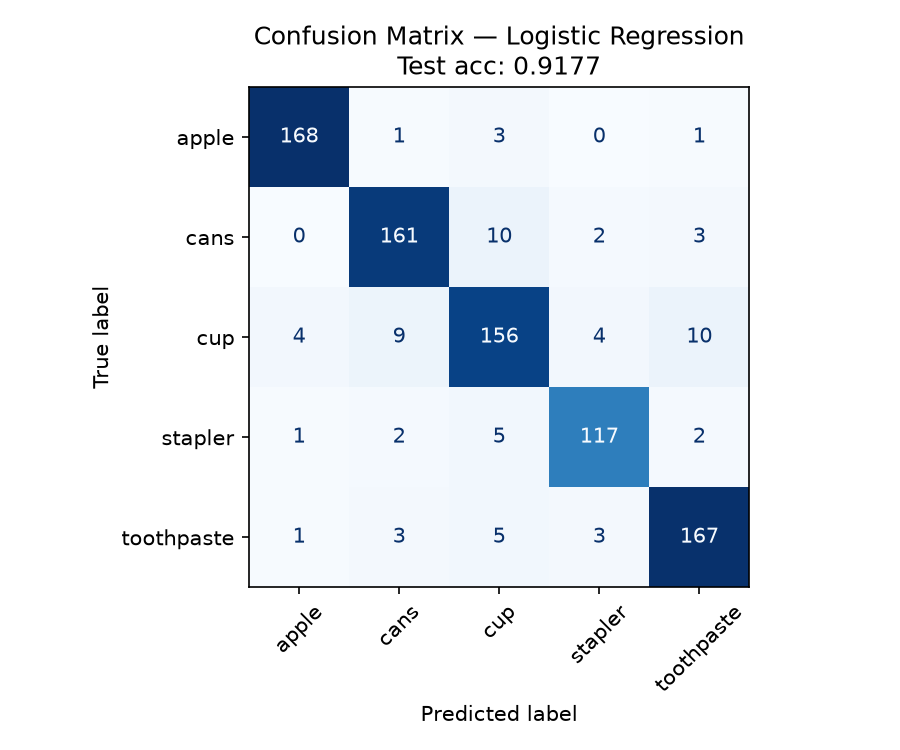 Confusion Matrix — Logistic Regression
Test acc: 0.9177
apple 168 1 3 0 1
cans 0 161 10 2 3
cup 4 9 156 4 10
stapler 1 2 5 117 2
toothpaste 1 3 5 3 167
True label
apple cans cup stapler toothpaste
Predicted label